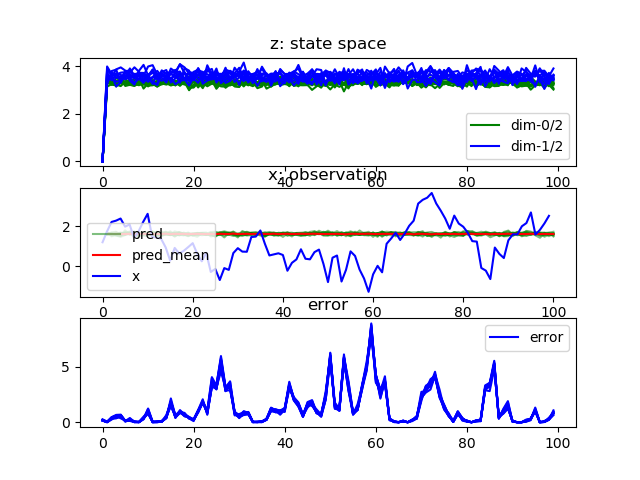 z: state space
4
2
0
dim-0/2
dim-1/2
0 20 40 60 80 100
x: observation
2
0
pred
pred_mean
x
0 20 40 60 80 100
error
5
0
error
0 20 40 60 80 100